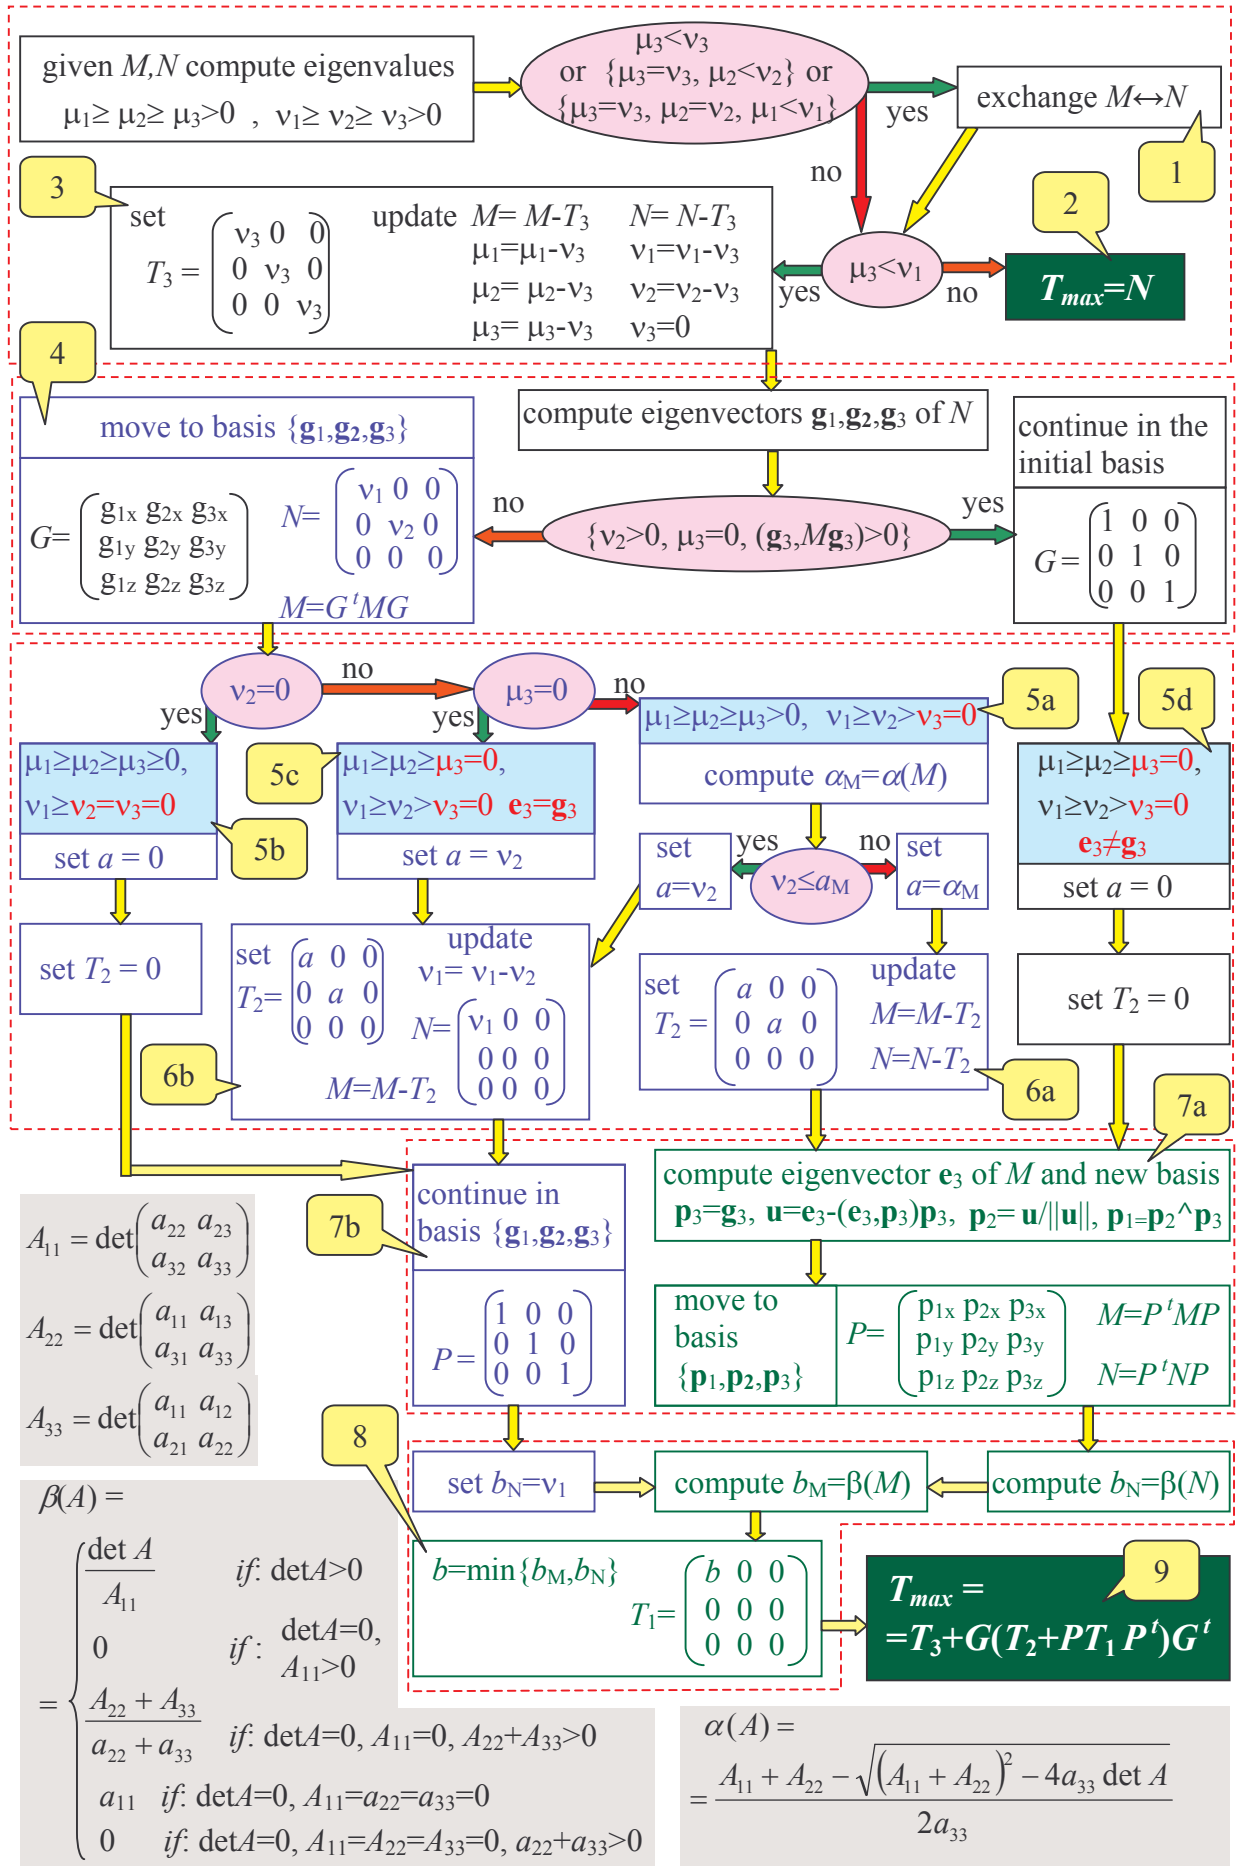 given M,N compute eigenvalues
μ₁≥ μ₂≥ μ₃>0 , ν₁≥ ν₂≥ ν₃>0
μ₃<ν₃
or {μ₃=ν₃, μ₂<ν₂} or
{μ₃=ν₃, μ₂=ν₂, μ₁<ν₁}
yes
exchange M↔N
1
no
3
set
T₃ =
ν₃ 0 0
0 ν₃ 0
0 0 ν₃
update M= M-T₃ N= N-T₃
μ₁=μ₁-ν₃ ν₁=ν₁-ν₃
μ₂= μ₂-ν₃ ν₂=ν₂-ν₃
μ₃= μ₃-ν₃ ν₃=0
μ₃<ν₁
yes
no
2
Tmax=N
4
move to basis {g₁,g₂,g₃}
G=
g1x g2x g3x
g1y g2y g3y
g1z g2z g3z
N=
ν₁ 0 0
0 ν₂ 0
0 0 0
M=GᵗMG
compute eigenvectors g₁,g₂,g₃ of N
no
{ν₂>0, μ₃=0, (g₃,Mg₃)>0}
yes
continue in the
initial basis
G=
1 0 0
0 1 0
0 0 1
ν₂=0
no
yes
μ₃=0
no
yes
5a
μ₁≥μ₂≥μ₃>0, ν₁≥ν₂>ν₃=0
compute αM=α(M)
5d
μ₁≥μ₂≥μ₃=0,
ν₁≥ν₂>ν₃=0
e₃≠g₃
set a = 0
μ₁≥μ₂≥μ₃≥0,
ν₁≥ν₂=ν₃=0
5b
set a = 0
5c
μ₁≥μ₂≥μ₃=0,
ν₁≥ν₂>ν₃=0 e₃=g₃
set a = ν₂
set
a=ν₂
yes
ν₂≤aM
no
set
a=αM
set T₂ = 0
set
T₂=
a 0 0
0 a 0
0 0 0
update
ν₁= ν₁-ν₂
N=
ν₁ 0 0
0 0 0
0 0 0
M=M-T₂
6b
set
T₂ =
a 0 0
0 a 0
0 0 0
update
M=M-T₂
N=N-T₂
6a
set T₂ = 0
7a
compute eigenvector e₃ of M and new basis
p₃=g₃, u=e₃-(e₃,p₃)p₃, p₂= u/||u||, p₁=p₂^p₃
continue in
basis {g₁,g₂,g₃}
7b
P=
1 0 0
0 1 0
0 0 1
move to
basis
{p₁,p₂,p₃}
P=
p1x p2x p3x
p1y p2y p3y
p1z p2z p3z
M=PᵗMP
N=PᵗNP
A₁₁ = det(a₂₂ a₂₃
a₃₂ a₃₃)
A₂₂ = det(a₁₁ a₁₃
a₃₁ a₃₃)
A₃₃ = det(a₁₁ a₁₂
a₂₁ a₂₂)
8
set bN=ν₁
compute bM=β(M)
compute bN=β(N)
b=min{bM,bN}
T₁=
b 0 0
0 0 0
0 0 0
9
Tmax =
=T₃+G(T₂+PT₁Pᵗ)Gᵗ
β(A) =
=
det A / A₁₁ if: detA>0
0 if: detA=0,
A₁₁>0
A₂₂ + A₃₃ / a₂₂ + a₃₃ if: detA=0, A₁₁=0, A₂₂+A₃₃>0
a₁₁ if: detA=0, A₁₁=a₂₂=a₃₃=0
0 if: detA=0, A₁₁=A₂₂=A₃₃=0, a₂₂+a₃₃>0
α(A) =
= A₁₁ + A₂₂ − √((A₁₁ + A₂₂)² − 4a₃₃ det A) / 2a₃₃